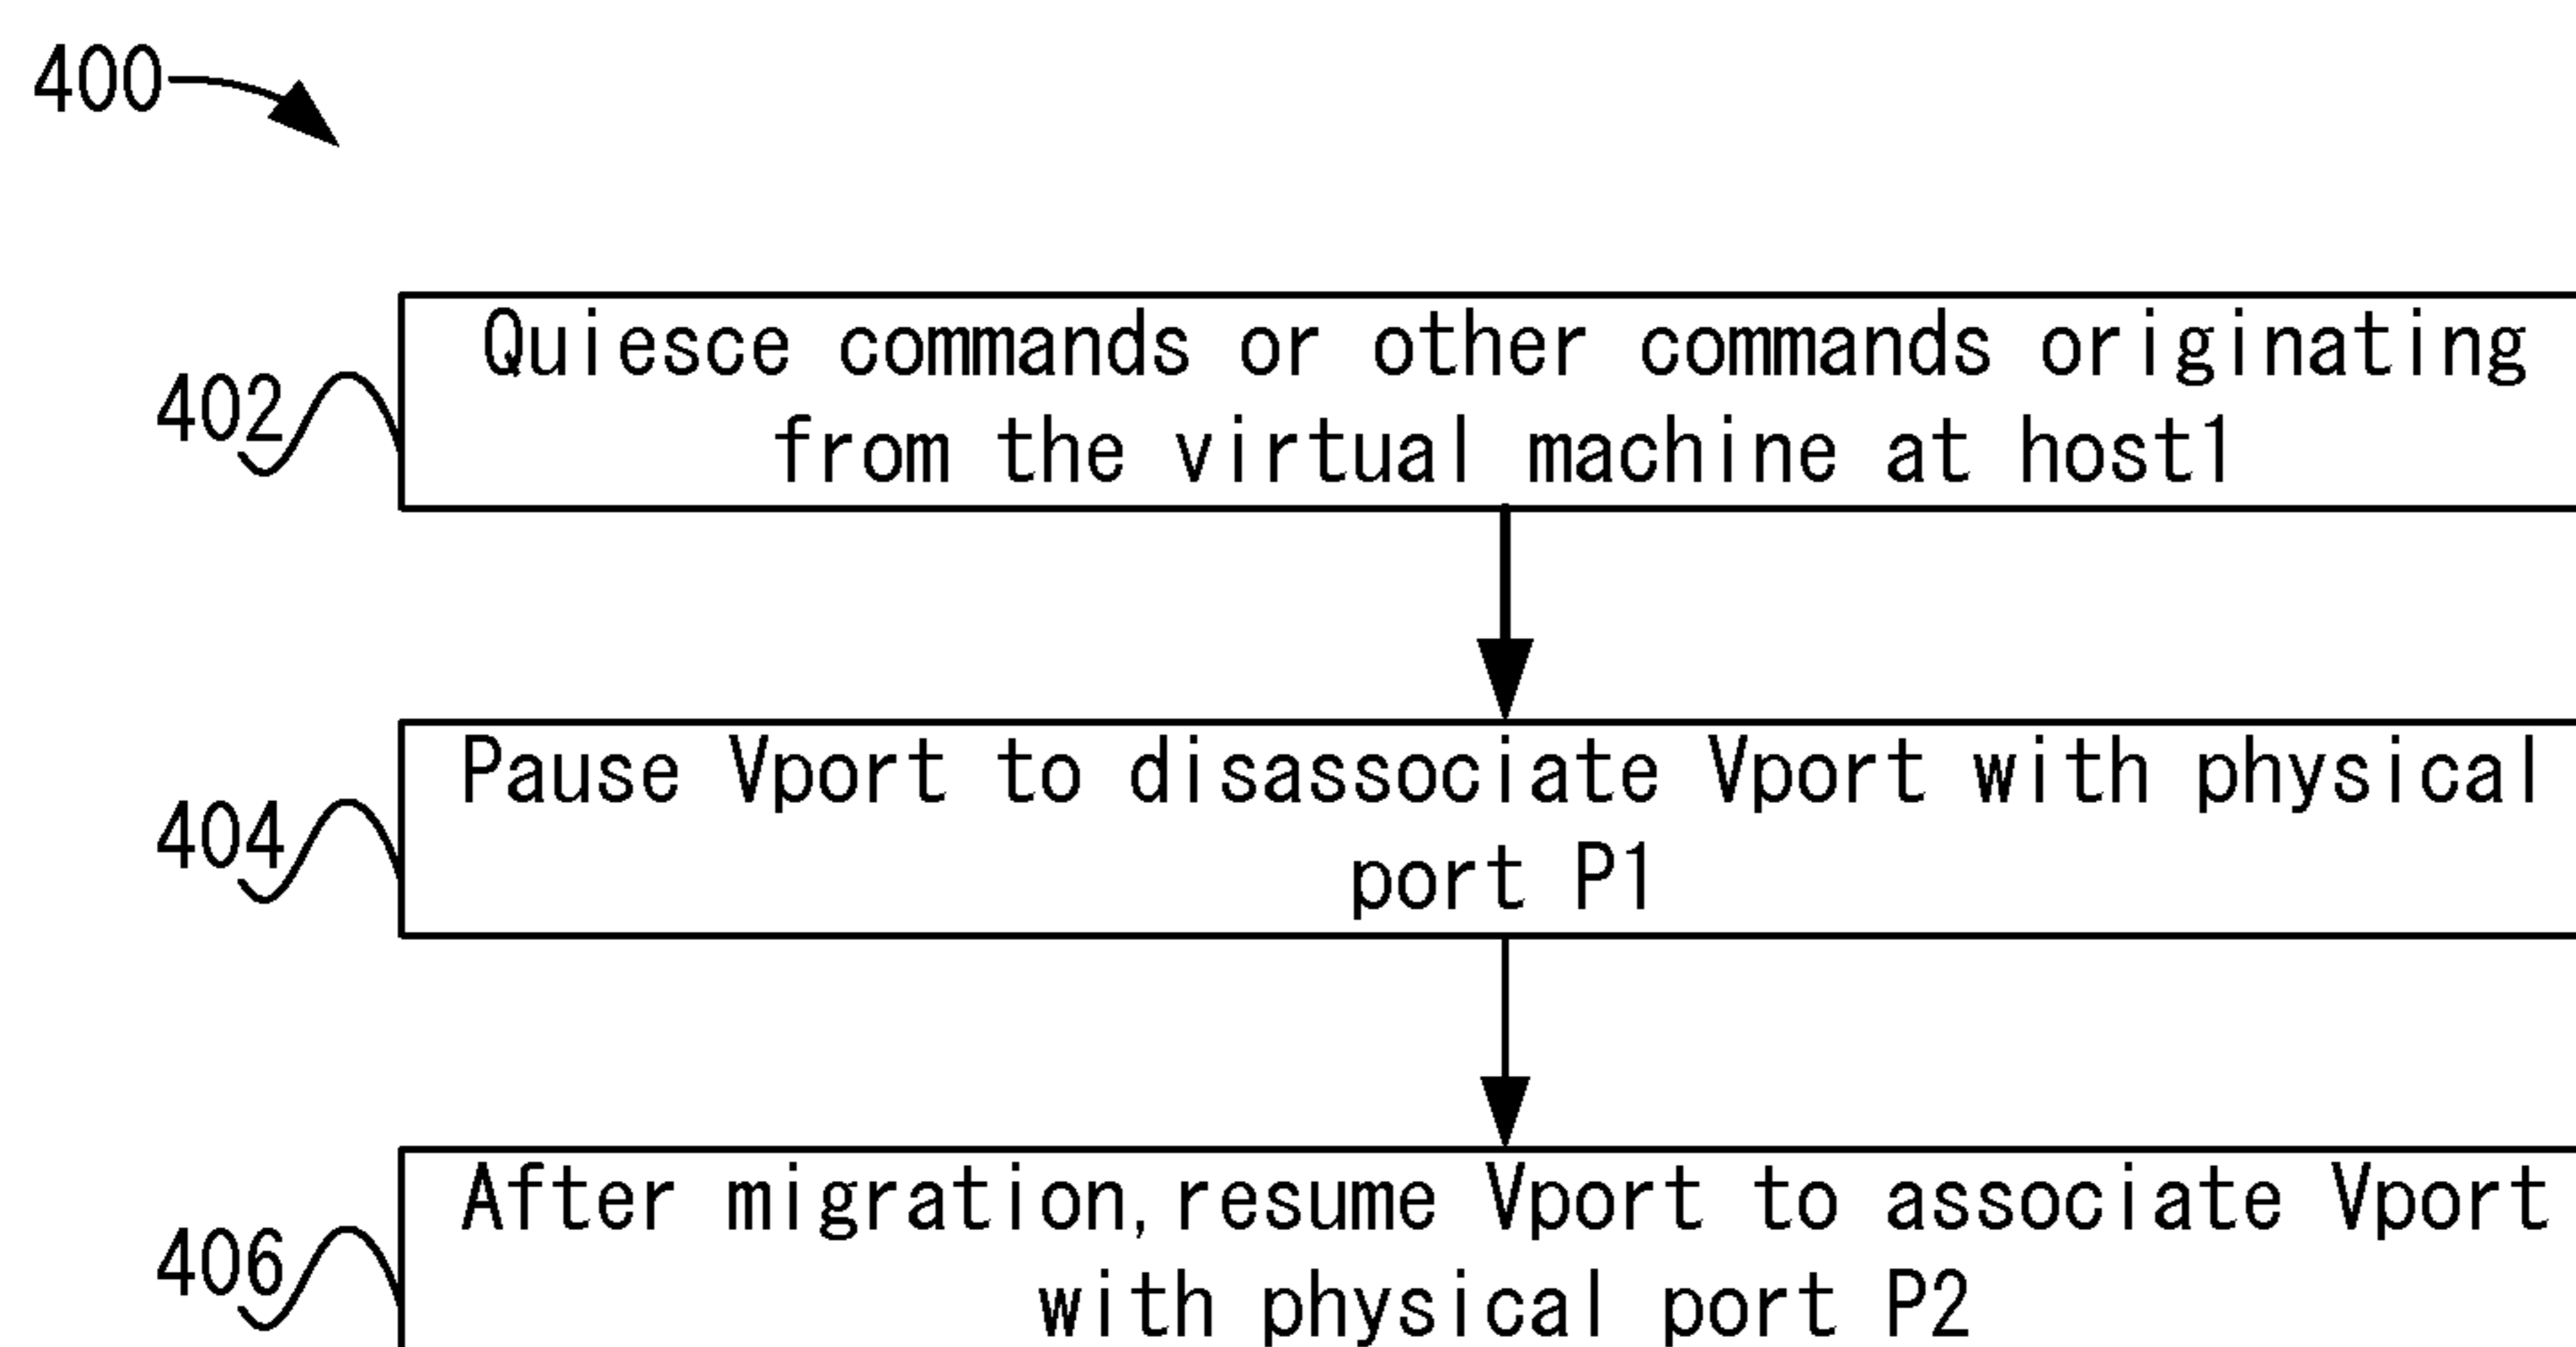 400
402
Quiesce commands or other commands originating
from the virtual machine at host1
404
Pause Vport to disassociate Vport with physical
port P1
406
After migration, resume Vport to associate Vport
with physical port P2